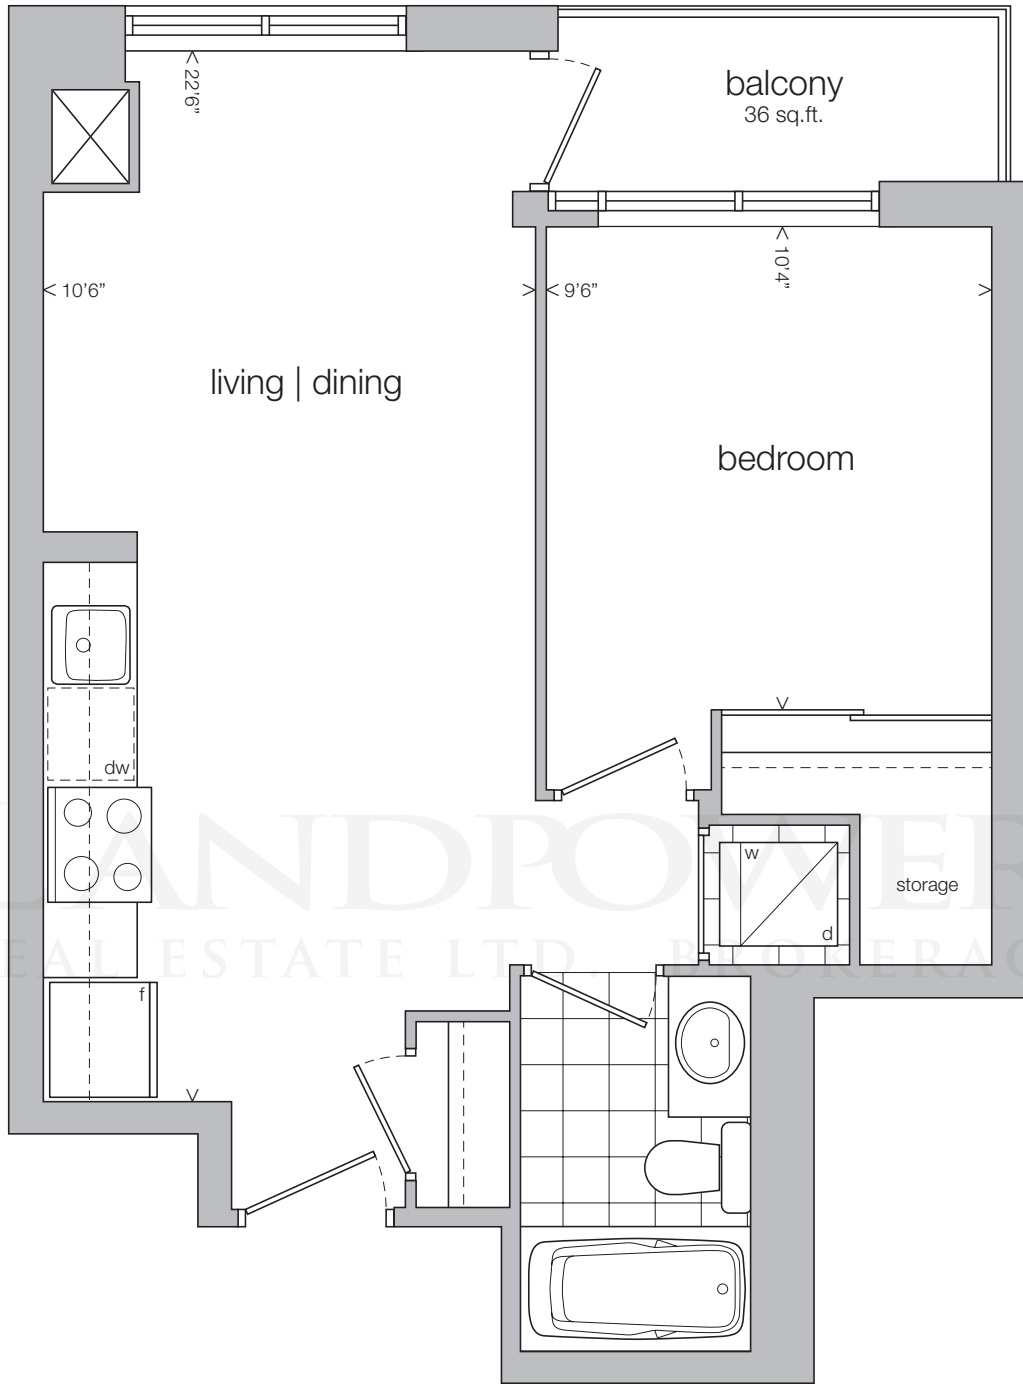 balcony
36 sq.ft.
22'6”
10'6”
9'6”
10'4”
living | dining
bedroom
dw
w
d
storage
f
LANDPOWER
REAL ESTATE LTD. BROKERAG